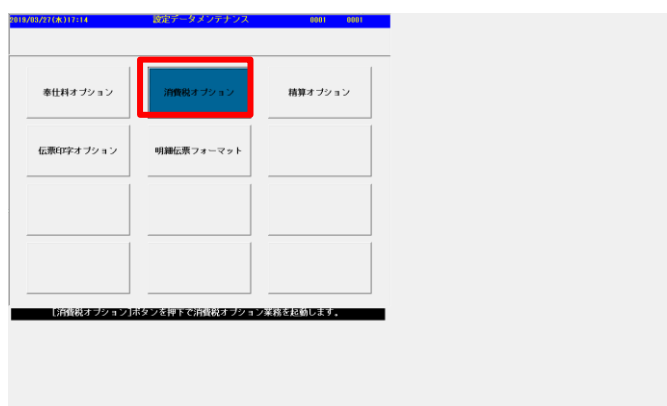 2019/03/27(水)17:14 設定データメンテナンス 0001 0001
奉仕料オプション 消費税オプション 精算オプション
伝票印字オプション 明細伝票フォーマット
[消費税オプション]ボタンを押下で消費税オプション業務を起動します。